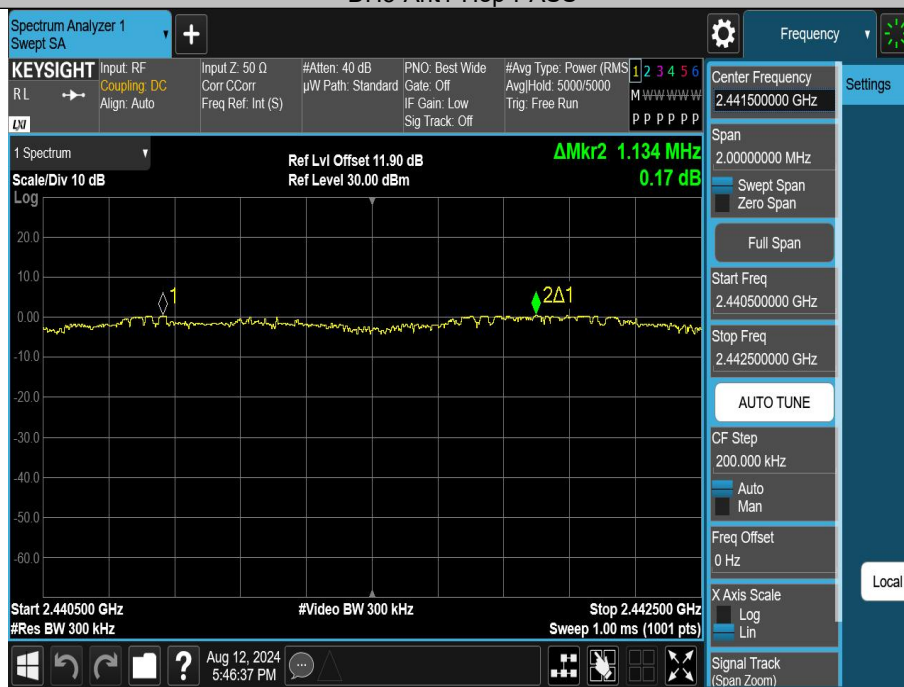 Spectrum Analyzer 1
Swept SA
+
Frequency
KEYSIGHT
RL
LXI
Input: RF
Coupling: DC
Align: Auto
Input Z: 50 Ω
Corr CCorr
Freq Ref: Int (S)
#Atten: 40 dB
µW Path: Standard
PNO: Best Wide
Gate: Off
IF Gain: Low
Sig Track: Off
#Avg Type: Power (RMS
Avg|Hold: 5000/5000
Trig: Free Run
1 2 3 4 5 6
M W W W W W
P P P P P P
1 Spectrum
Scale/Div 10 dB
Log
Ref Lvl Offset 11.90 dB
Ref Level 30.00 dBm
ΔMkr2 1.134 MHz
0.17 dB
20.0
10.0
0.00
-10.0
-20.0
-30.0
-40.0
-50.0
-60.0
1
2Δ1
Start 2.440500 GHz
#Res BW 300 kHz
#Video BW 300 kHz
Stop 2.442500 GHz
Sweep 1.00 ms (1001 pts)
Aug 12, 2024
5:46:37 PM
?
Center Frequency
2.441500000 GHz
Span
2.00000000 MHz
Swept Span
Zero Span
Full Span
Start Freq
2.440500000 GHz
Stop Freq
2.442500000 GHz
AUTO TUNE
CF Step
200.000 kHz
Auto
Man
Freq Offset
0 Hz
X Axis Scale
Log
Lin
Signal Track
(Span Zoom)
Settings
Local